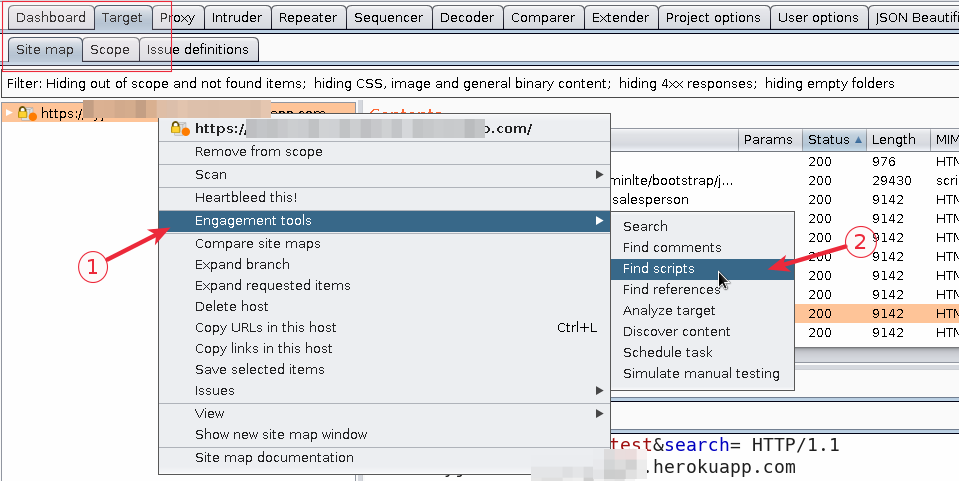 Dashboard Target Proxy Intruder Repeater Sequencer Decoder Comparer Extender Project options User options JSON Beautifi
Site map Scope Issue definitions
Filter: Hiding out of scope and not found items; hiding CSS, image and general binary content; hiding 4xx responses; hiding empty folders
https:/ app.com
Contents
https:/ o.com/
Params Status Length MIM
Remove from scope
200 976 HTM
Scan
minlte/bootstrap/j... 200 29430 scri
Heartbleed this!
salesperson 200 9142 HTM
Engagement tools
200 9142 HTM
Search
Find comments
Find scripts
Find references
Analyze target
Discover content
Schedule task
Simulate manual testing
200 9142 HTM
200 9142 HTM
200 9142 HTM
200 9142 HTM
200 9142 HTM
200 9142 HTM
1
2
Compare site maps
Expand branch
Expand requested items
Delete host
Copy URLs in this host Ctrl+L
Copy links in this host
Save selected items
Issues
View
Show new site map window
Site map documentation
test&search= HTTP/1.1
.herokuapp.com